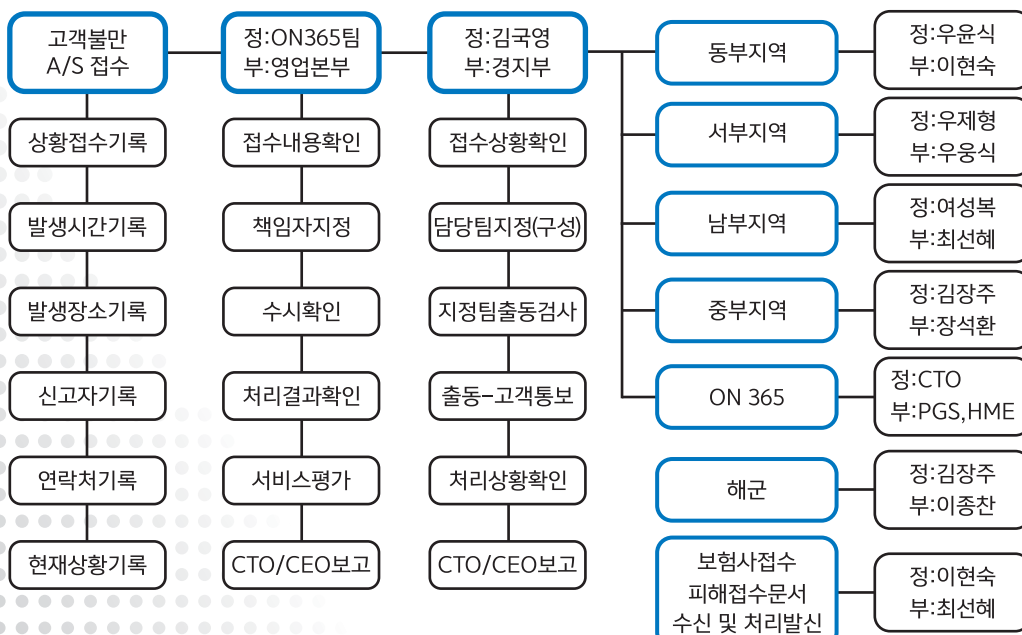 고객불만
A/S 접수
상황접수기록
발생시간기록
발생장소기록
신고자기록
연락처기록
현재상황기록
정:ON365팀
부:영업본부
접수내용확인
책임자지정
수시확인
처리결과확인
서비스평가
CTO/CEO보고
정:김국영
부:경지부
접수상황확인
담당팀지정(구성)
지정팀출동검사
출동-고객통보
처리상황확인
CTO/CEO보고
동부지역
정:우윤식
부:이현숙
서부지역
정:우제형
부:우웅식
남부지역
정:여성복
부:최선혜
중부지역
정:김장주
부:장석환
ON 365
정:CTO
부:PGS,HME
해군
정:김장주
부:이종찬
보험사접수
피해접수문서
수신 및 처리발신
정:이현숙
부:최선혜